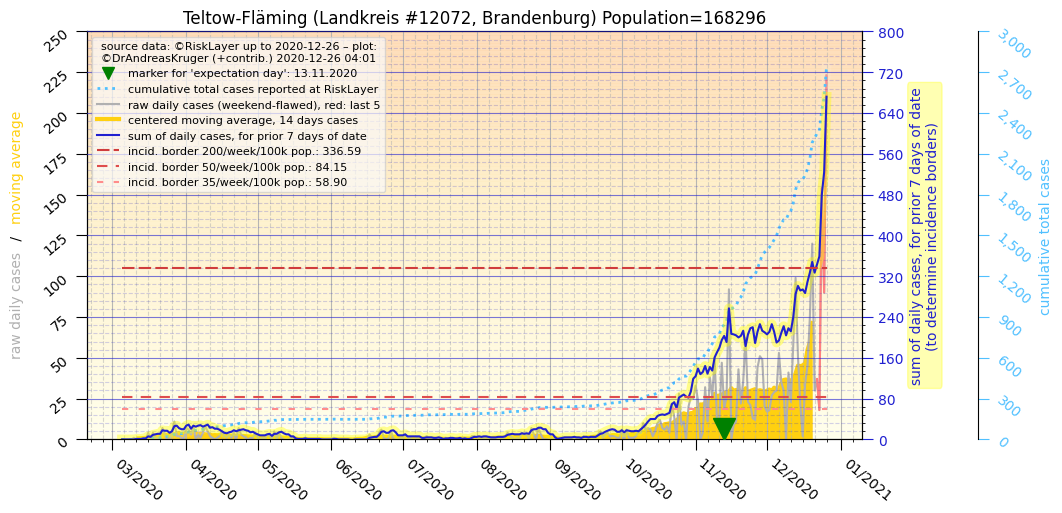 Teltow-Fläming (Landkreis #12072, Brandenburg) Population=168296
source data: ©RiskLayer up to 2020-12-26 – plot:
©DrAndreasKruger (+contrib.) 2020-12-26 04:01
marker for 'expectation day': 13.11.2020
cumulative total cases reported at RiskLayer
raw daily cases (weekend-flawed), red: last 5
centered moving average, 14 days cases
sum of daily cases, for prior 7 days of date
incid. border 200/week/100k pop.: 336.59
incid. border 50/week/100k pop.: 84.15
incid. border 35/week/100k pop.: 58.90
raw daily cases / moving average
250
225
200
175
150
125
100
75
50
25
0
03/2020
04/2020
05/2020
06/2020
07/2020
08/2020
09/2020
10/2020
11/2020
12/2020
01/2021
800
720
640
560
480
400
320
240
160
80
0
sum of daily cases, for prior 7 days of date
(to determine incidence borders)
3,000
2,700
2,400
2,100
1,800
1,500
1,200
900
600
300
0
cumulative total cases